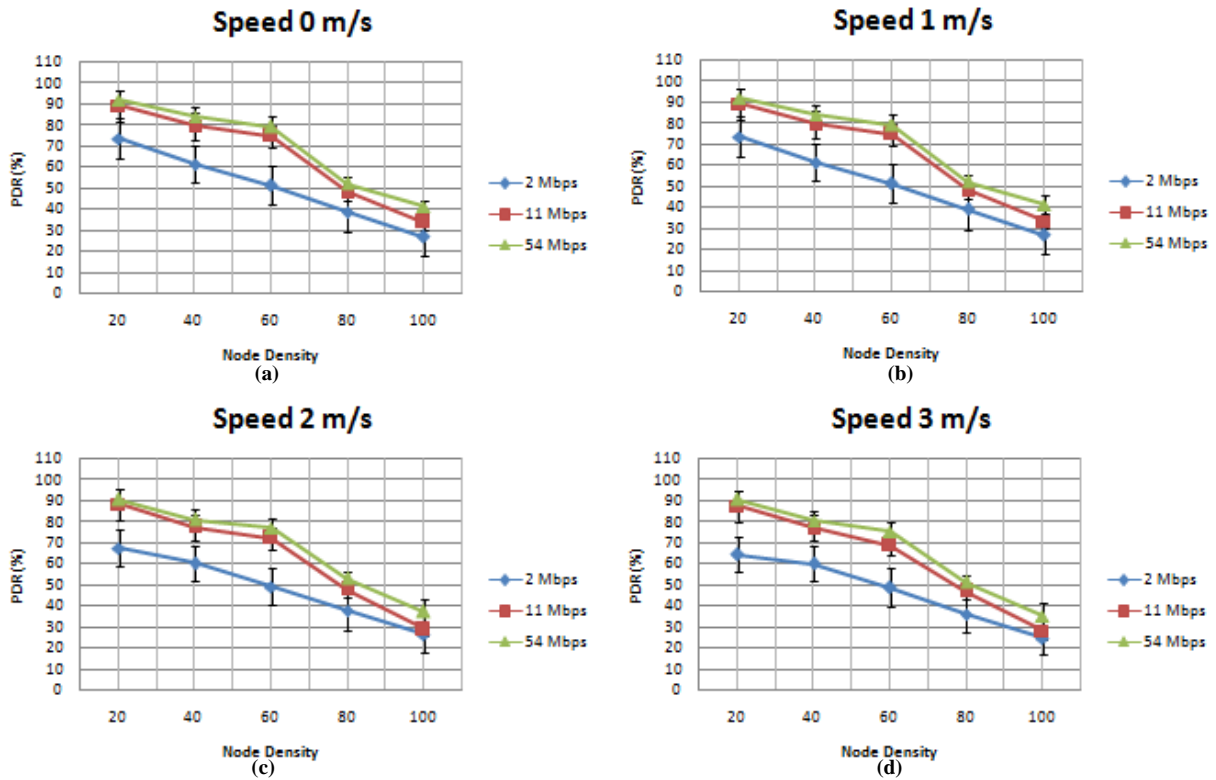 Speed 0 m/s
110
100
90
80
70
60
50
40
30
20
10
0
PDR(%)
20 40 60 80 100
Node Density
2 Mbps
11 Mbps
54 Mbps
(a)
Speed 1 m/s
110
100
90
80
70
60
50
40
30
20
10
0
PDR(%)
20 40 60 80 100
Node Density
2 Mbps
11 Mbps
54 Mbps
(b)
Speed 2 m/s
110
100
90
80
70
60
50
40
30
20
10
0
PDR(%)
20 40 60 80 100
Node Density
2 Mbps
11 Mbps
54 Mbps
(c)
Speed 3 m/s
110
100
90
80
70
60
50
40
30
20
10
0
PDR(%)
20 40 60 80 100
Node Density
2 Mbps
11 Mbps
54 Mbps
(d)